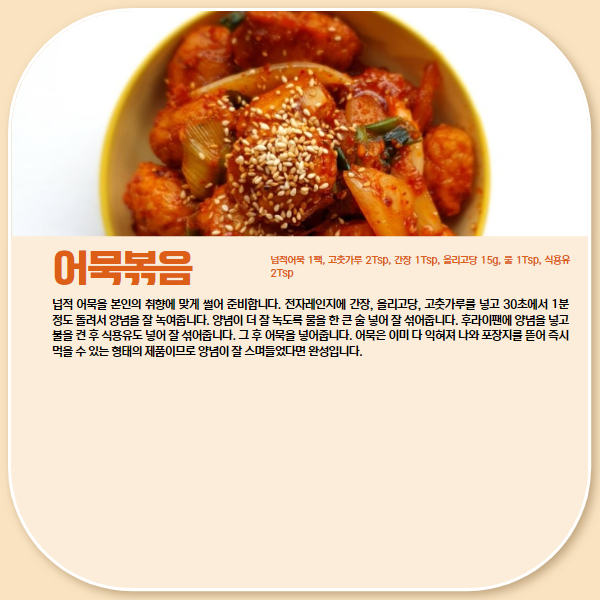 어묵볶음
넙적어묵 1팩, 고춧가루 2Tsp, 간장 1Tsp, 올리고당 15g, 물 1Tsp, 식용유
2Tsp
넙적 어묵을 본인의 취향에 맞게 썰어 준비합니다. 전자레인지에 간장, 올리고당, 고춧가루를 넣고 30초에서 1분
정도 돌려서 양념을 잘 녹여줍니다. 양념이 더 잘 녹도록 물을 한 큰 술 넣어 잘 섞어줍니다. 후라이팬에 양념을 넣고
불을 켠 후 식용유도 넣어 잘 섞어줍니다. 그 후 어묵을 넣어줍니다. 어묵은 이미 다 익혀져 나와 포장지를 뜯어 즉시
먹을 수 있는 형태의 제품이므로 양념이 잘 스며들었다면 완성입니다.